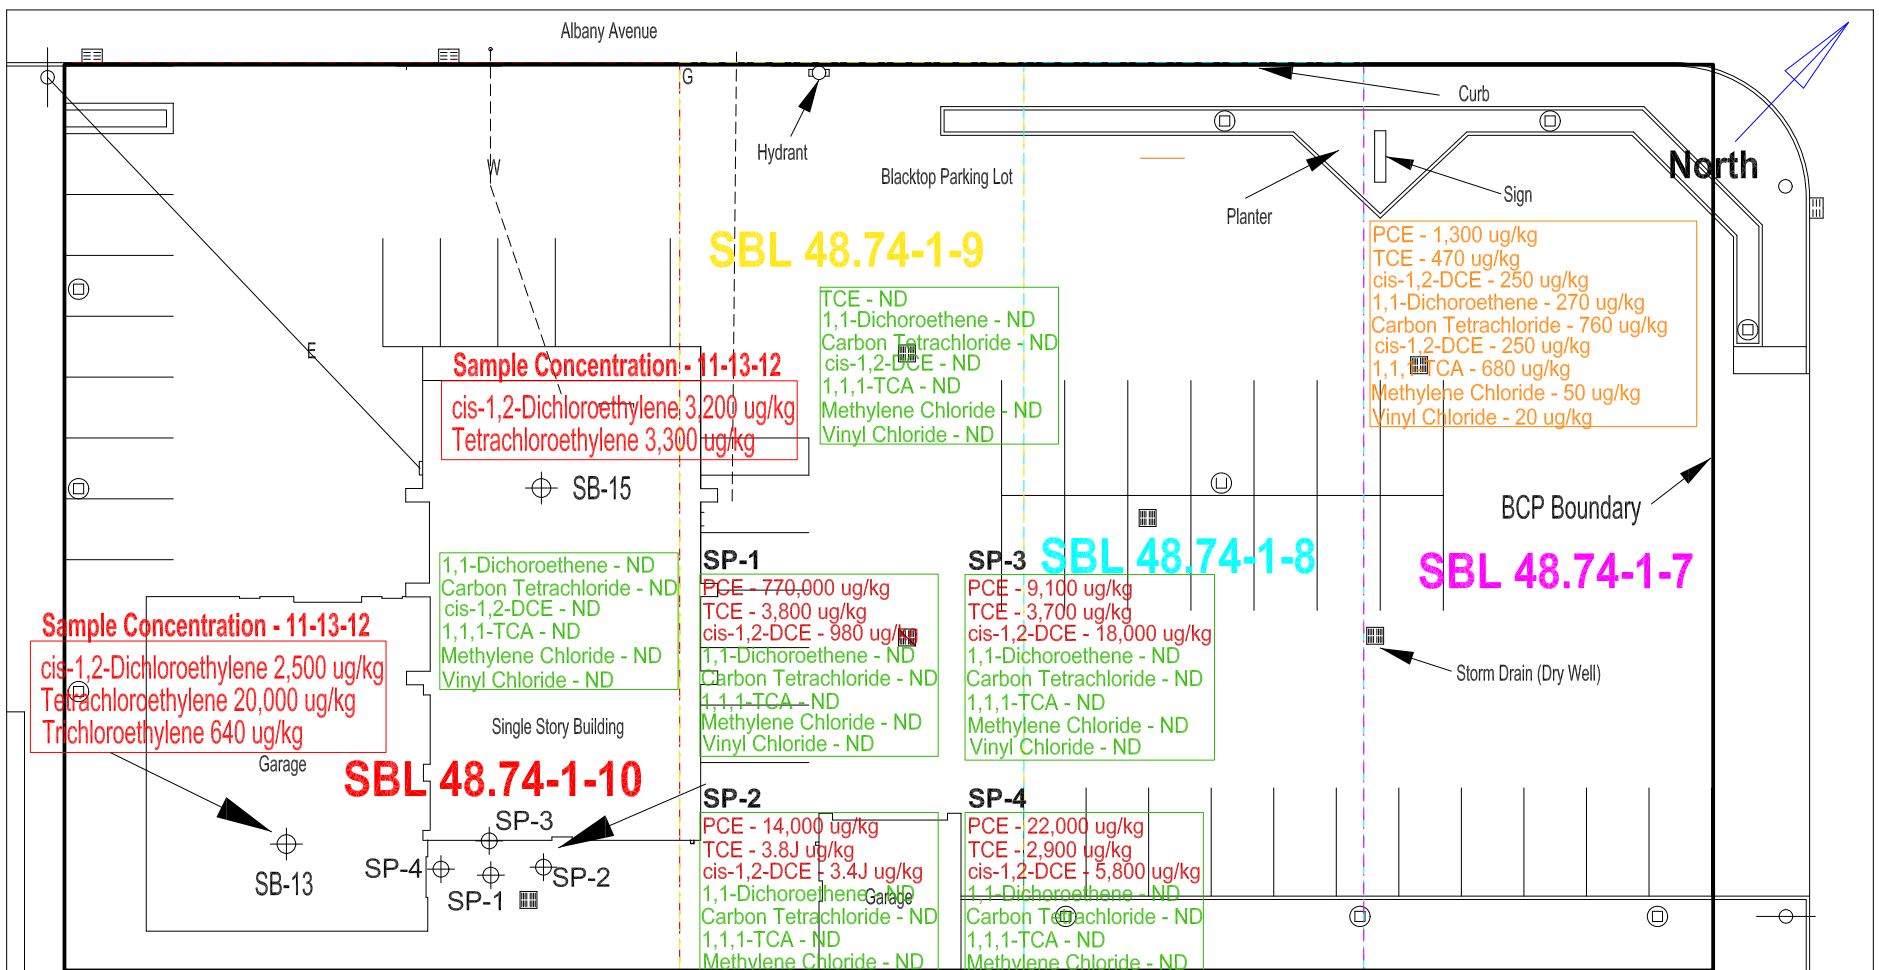 Albany Avenue
G
Curb
Hydrant
W
North
Blacktop Parking Lot
Sign
Planter
SBL 48.74-1-9
PCE - 1,300 ug/kg
TCE - 470 ug/kg
cis-1,2-DCE - 250 ug/kg
1,1-Dichoroethene - 270 ug/kg
Carbon Tetrachloride - 760 ug/kg
cis-1,2-DCE - 250 ug/kg
1,1,1-TCA - 680 ug/kg
Methylene Chloride - 50 ug/kg
Vinyl Chloride - 20 ug/kg
TCE - ND
1,1-Dichoroethene - ND
Carbon Tetrachloride - ND
cis-1,2-DCE - ND
1,1,1-TCA - ND
Methylene Chloride - ND
Vinyl Chloride - ND
E
Sample Concentration - 11-13-12
cis-1,2-Dichloroethylene 3,200 ug/kg
Tetrachloroethylene 3,300 ug/kg
SB-15
BCP Boundary
SBL 48.74-1-8
SBL 48.74-1-7
1,1-Dichoroethene - ND
Carbon Tetrachloride - ND
cis-1,2-DCE - ND
1,1,1-TCA - ND
Methylene Chloride - ND
Vinyl Chloride - ND
SP-1
PCE - 770,000 ug/kg
TCE - 3,800 ug/kg
cis-1,2-DCE - 980 ug/kg
1,1-Dichoroethene - ND
Carbon Tetrachloride - ND
1,1,1-TCA - ND
Methylene Chloride - ND
Vinyl Chloride - ND
SP-3
PCE - 9,100 ug/kg
TCE - 3,700 ug/kg
cis-1,2-DCE - 18,000 ug/kg
1,1-Dichoroethene - ND
Carbon Tetrachloride - ND
1,1,1-TCA - ND
Methylene Chloride - ND
Vinyl Chloride - ND
Sample Concentration - 11-13-12
cis-1,2-Dichloroethylene 2,500 ug/kg
Tetrachloroethylene 20,000 ug/kg
Trichloroethylene 640 ug/kg
Storm Drain (Dry Well)
Single Story Building
Garage
SBL 48.74-1-10
SP-3
SP-4
SP-2
SP-1
SB-13
SP-2
PCE - 14,000 ug/kg
TCE - 3.8J ug/kg
cis-1,2-DCE - 3.4J ug/kg
1,1-Dichoroethene - ND
Carbon Tetrachloride - ND
1,1,1-TCA - ND
Methylene Chloride - ND
Garage
SP-4
PCE - 22,000 ug/kg
TCE - 2,900 ug/kg
cis-1,2-DCE - 5,800 ug/kg
1,1-Dichoroethene - ND
Carbon Tetrachloride - ND
1,1,1-TCA - ND
Methylene Chloride - ND